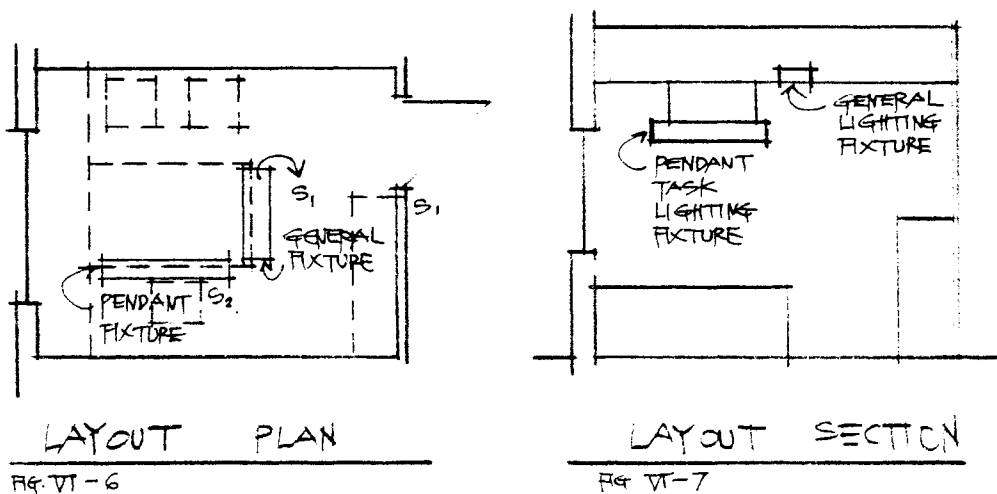 S1
GENERAL
FIXTURE
S1
PENDANT
FIXTURE
S2
LAYOUT PLAN
FIG. VI-6
GENERAL
LIGHTING
FIXTURE
PENDANT
TASK
LIGHTING
FIXTURE
LAYOUT SECTION
FIG VI-7